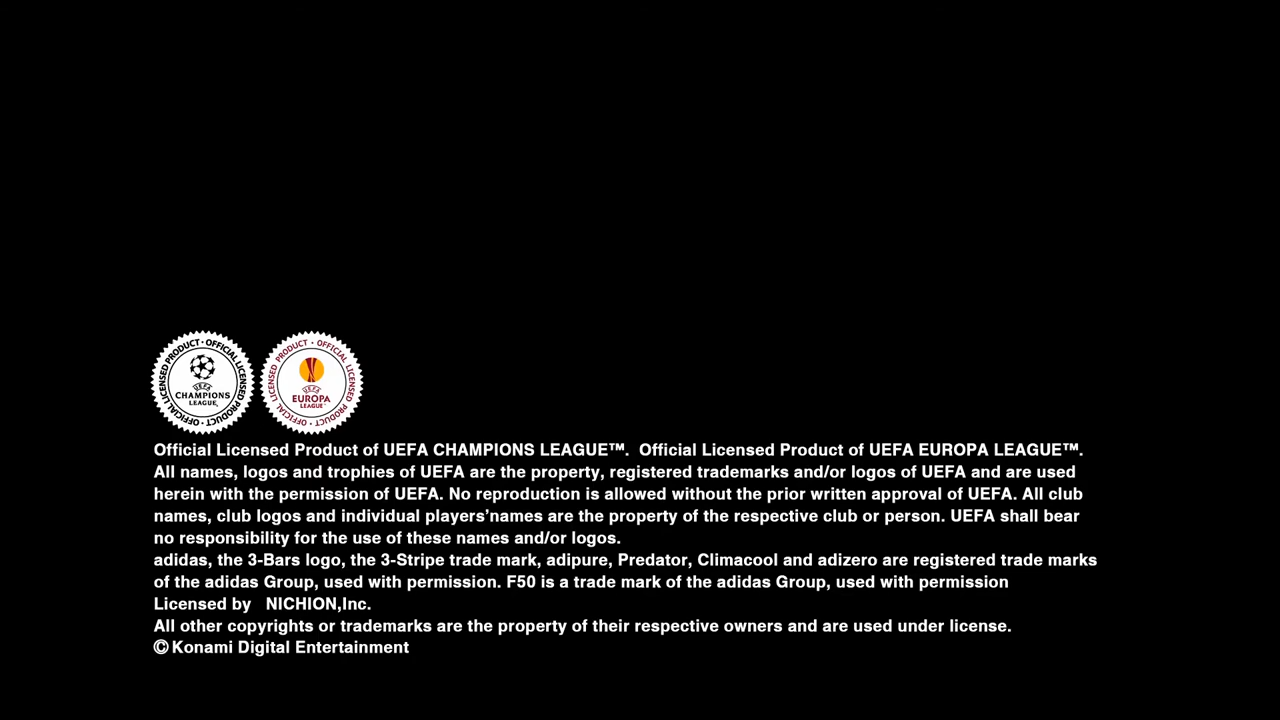 OFFICIAL LICENSED PRODUCT · OFFICIAL LICENSED PRODUCT ·
UEFA
CHAMPIONS
LEAGUE
OFFICIAL LICENSED PRODUCT · OFFICIAL LICENSED PRODUCT ·
UEFA
EUROPA
LEAGUE
Official Licensed Product of UEFA CHAMPIONS LEAGUE™.  Official Licensed Product of UEFA EUROPA LEAGUE™.
All names, logos and trophies of UEFA are the property, registered trademarks and/or logos of UEFA and are used
herein with the permission of UEFA. No reproduction is allowed without the prior written approval of UEFA. All club
names, club logos and individual players'names are the property of the respective club or person. UEFA shall bear
no responsibility for the use of these names and/or logos.
adidas, the 3-Bars logo, the 3-Stripe trade mark, adipure, Predator, Climacool and adizero are registered trade marks
of the adidas Group, used with permission. F50 is a trade mark of the adidas Group, used with permission
Licensed by   NICHION,Inc.
All other copyrights or trademarks are the property of their respective owners and are used under license.
©Konami Digital Entertainment